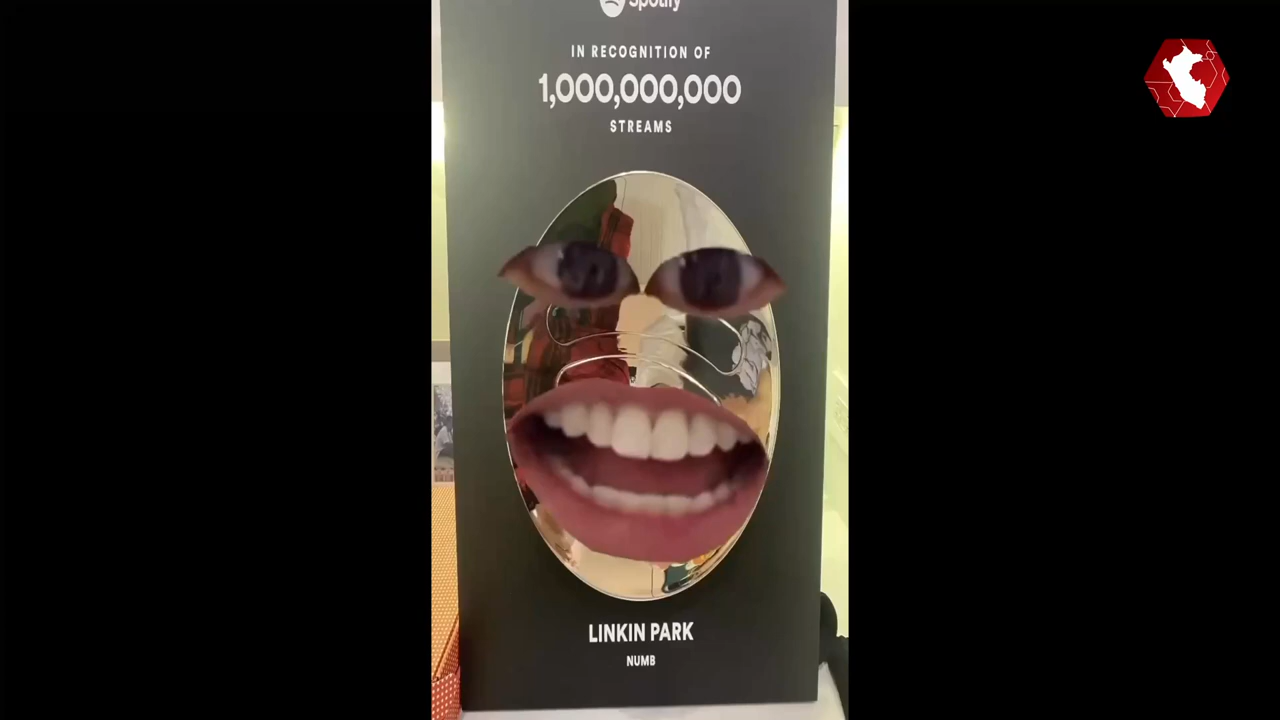 Spotify
IN RECOGNITION OF
1,000,000,000
STREAMS
LINKIN PARK
NUMB